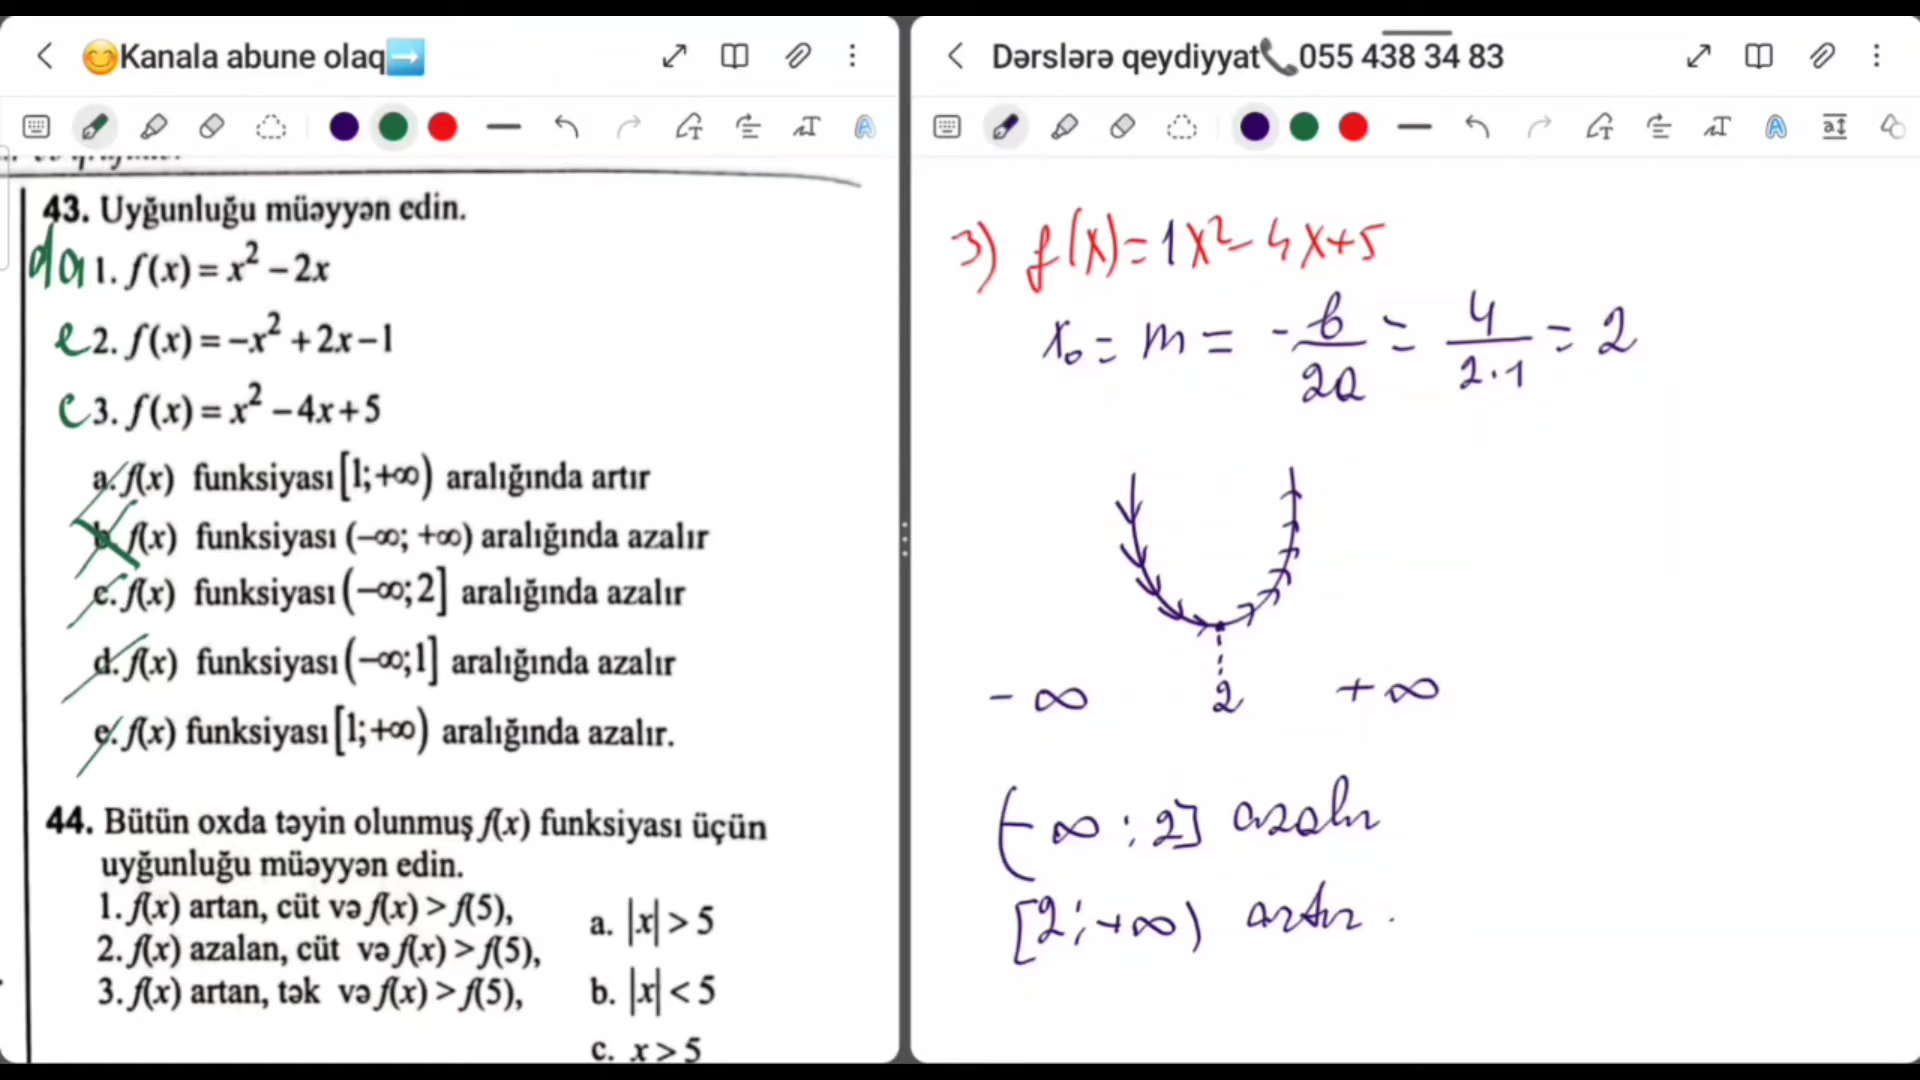 😊Kanala abune olaq➡️
43. Uyğunluğu müəyyən edin.
da 1. f(x) = x² – 2x
e 2. f(x) = –x² + 2x – 1
c 3. f(x) = x² – 4x + 5
a. f(x) funksiyası [1; +∞) aralığında artır
b. f(x) funksiyası (–∞; +∞) aralığında azalır
c. f(x) funksiyası (–∞; 2] aralığında azalır
d. f(x) funksiyası (–∞; 1] aralığında azalır
e. f(x) funksiyası [1; +∞) aralığında azalır.
44. Bütün oxda təyin olunmuş f(x) funksiyası üçün
uyğunluğu müəyyən edin.
1. f(x) artan, cüt və f(x) > f(5),
2. f(x) azalan, cüt və f(x) > f(5),
3. f(x) artan, tək və f(x) > f(5),
a. |x| > 5
b. |x| < 5
c. x > 5
Dərslərə qeydiyyat📞055 438 34 83
3) f(x) = 1x² – 4x + 5
x₀ = m = -b/2a = 4/2·1 = 2
- ∞ 2 + ∞
(-∞ ; 2] azalır
[2; +∞) artır.